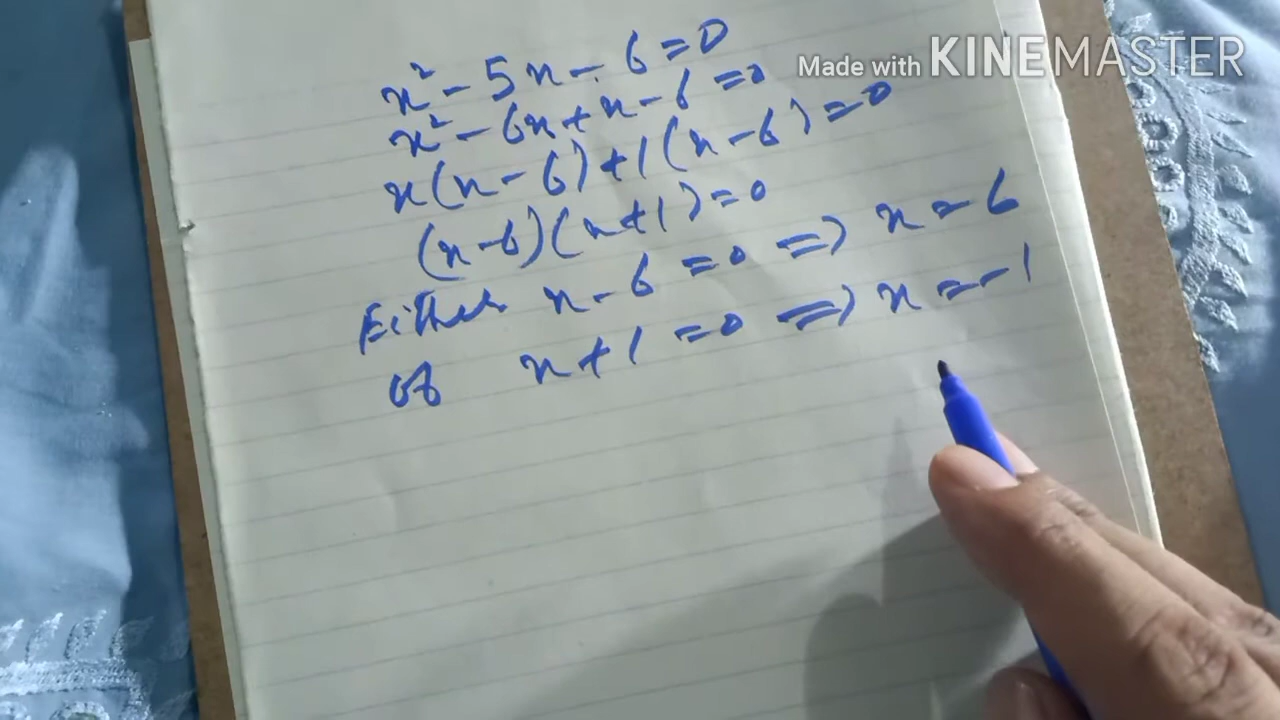 Made with KINEMASTER
x² - 5x - 6 = 0
x² - 6x + x - 6 = 0
x(x - 6) + 1(x - 6) = 0
(x - 6)(x + 1) = 0
Either x - 6 = 0 => x = 6
or x + 1 = 0 => x = -1